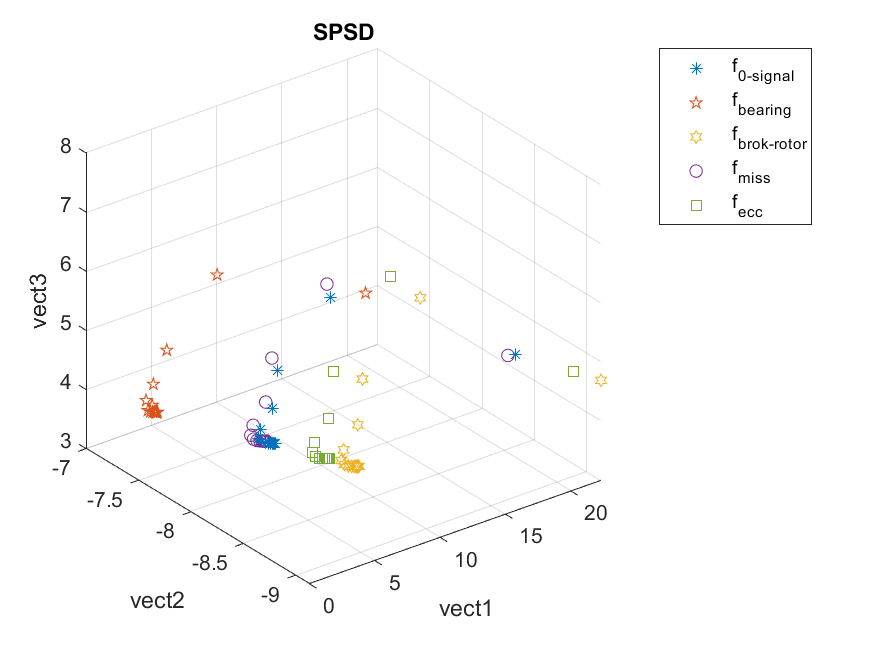 SPSD
f0-signal
fbearing
fbrok-rotor
fmiss
fecc
8
7
6
5
4
3
vect3
-7
-7.5
-8
-8.5
-9
vect2
0
5
10
15
20
vect1